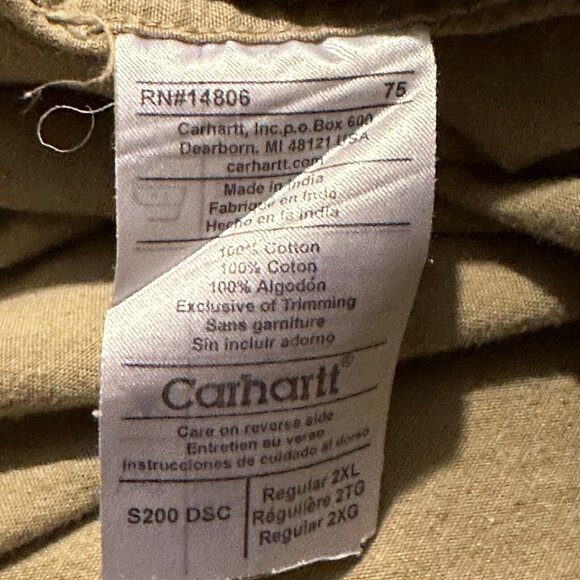 RN#14806 75
Carhartt, Inc.p.o.Box 600
Dearborn, MI 48121 USA
carhartt.com
Made in India
Fabriqué en Inde
Hecho en la India
100% Cotton
100% Coton
100% Algodón
Exclusive of Trimming
Sans garniture
Sin incluir adorno
Carhartt®
Care on reverse side
Entretien au verso
Instrucciones de cuidado al dorso
S200 DSC
Regular 2XL
Régulière 2TG
Regular 2XG